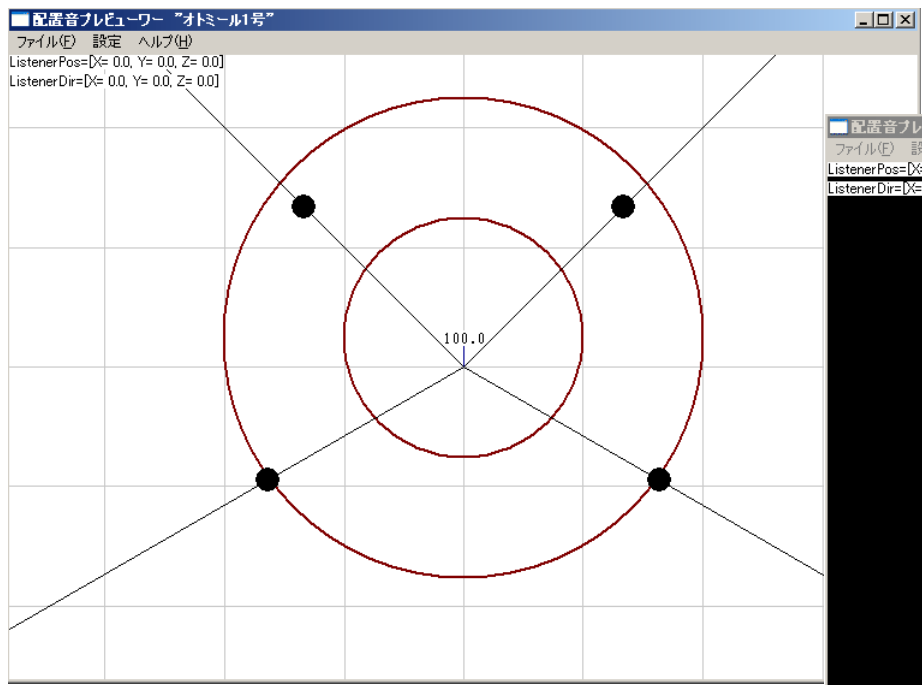 配置音プレビューワー ”オトミール1号”
ファイル(F) 設定 ヘルプ(H)
ListenerPos=[X= 0.0, Y= 0.0, Z= 0.0]
ListenerDir=[X= 0.0, Y= 0.0, Z= 0.0]
100.0
配置音プレ
ファイル(F) 設
ListenerPos=[X=
ListenerDir=[X=